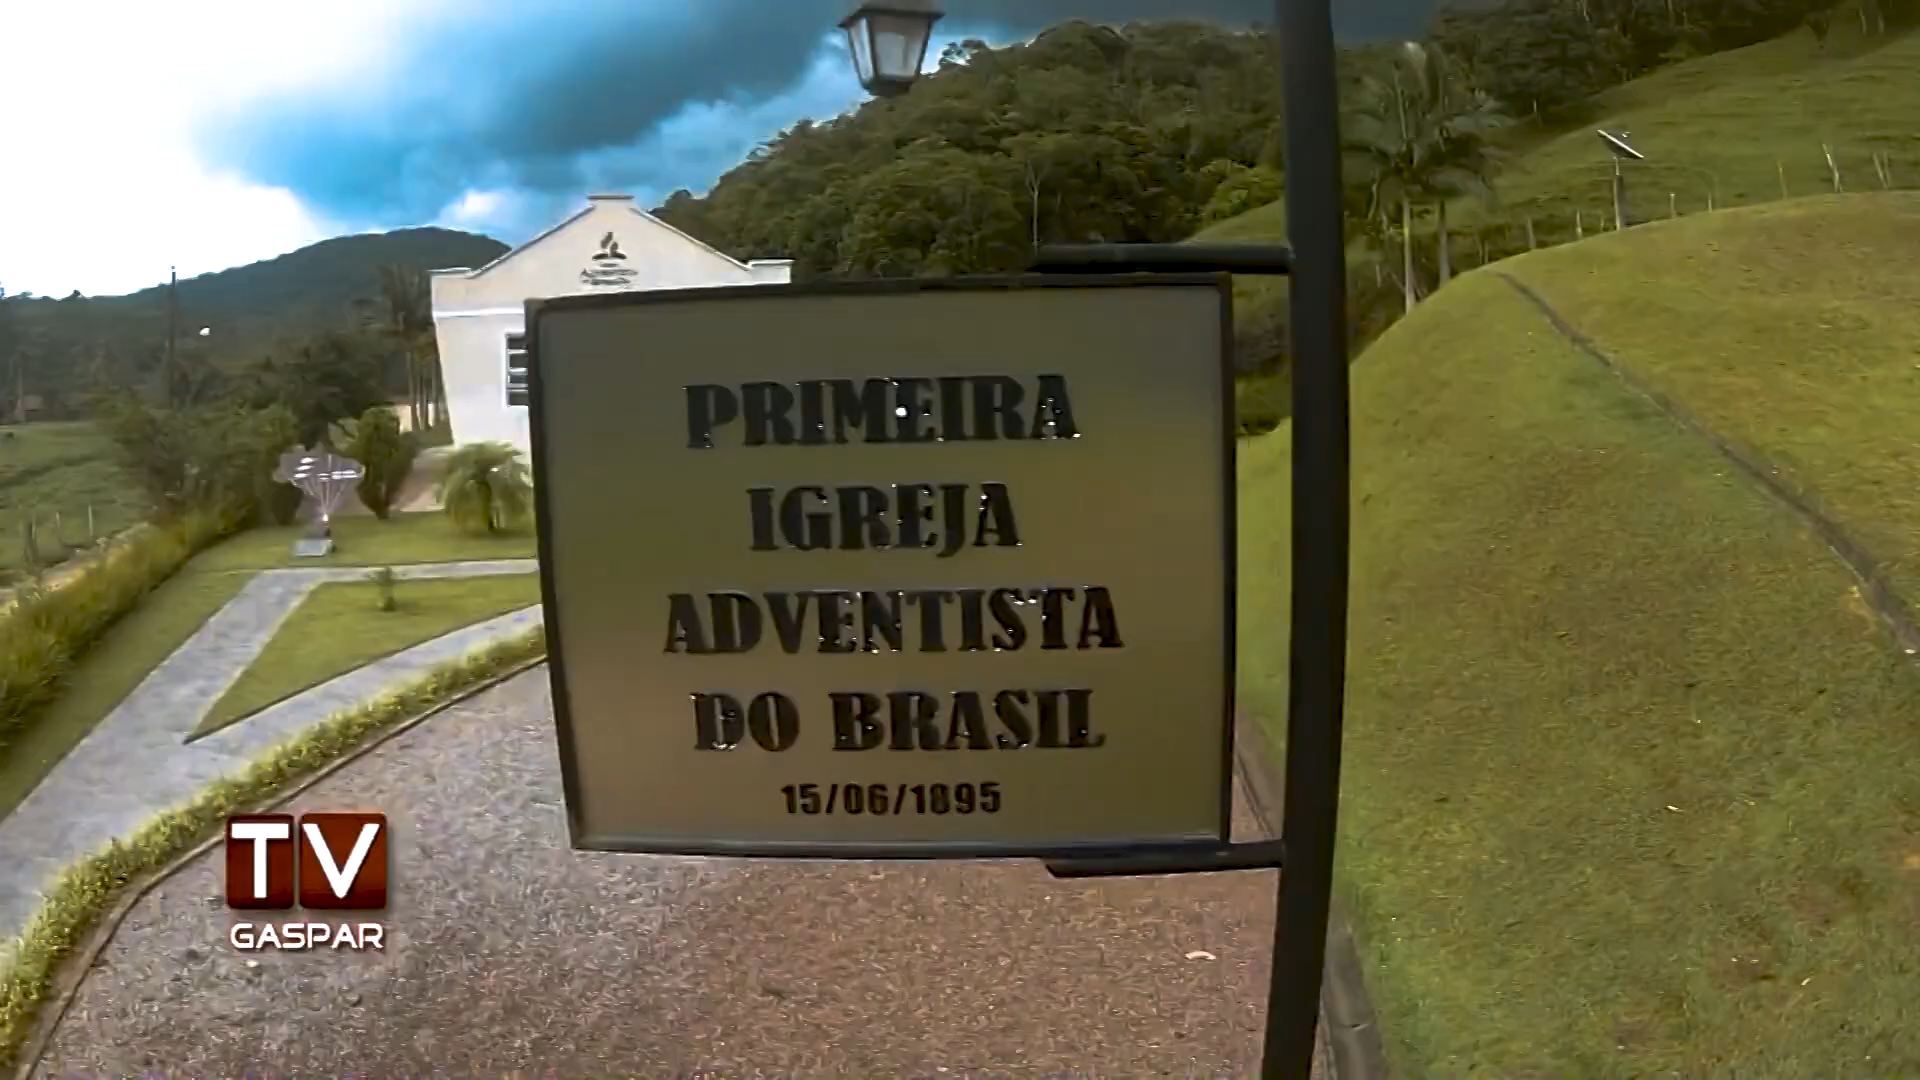 PRIMEIRA
IGREJA
ADVENTISTA
DO BRASIL
15/06/1895
TV
GASPAR